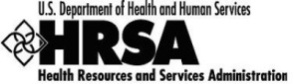 U.S. Department of Health and Human Services
HRSA
Health Resources and Services Administration